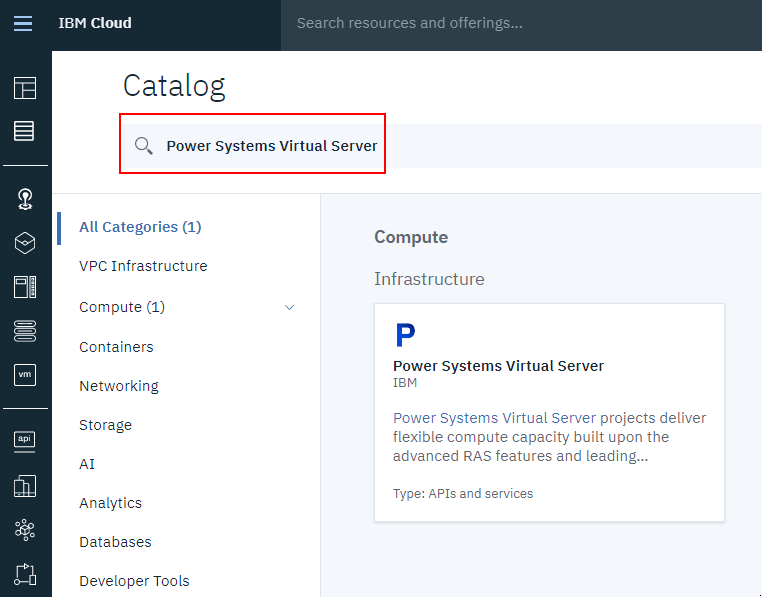 IBM Cloud
Search resources and offerings...
Catalog
Power Systems Virtual Server
All Categories (1)
VPC Infrastructure
Compute (1)
Containers
Networking
Storage
AI
Analytics
Databases
Developer Tools
vm
api
Compute
Infrastructure
P
Power Systems Virtual Server
IBM
Power Systems Virtual Server projects deliver
flexible compute capacity built upon the
advanced RAS features and leading...
Type: APIs and services